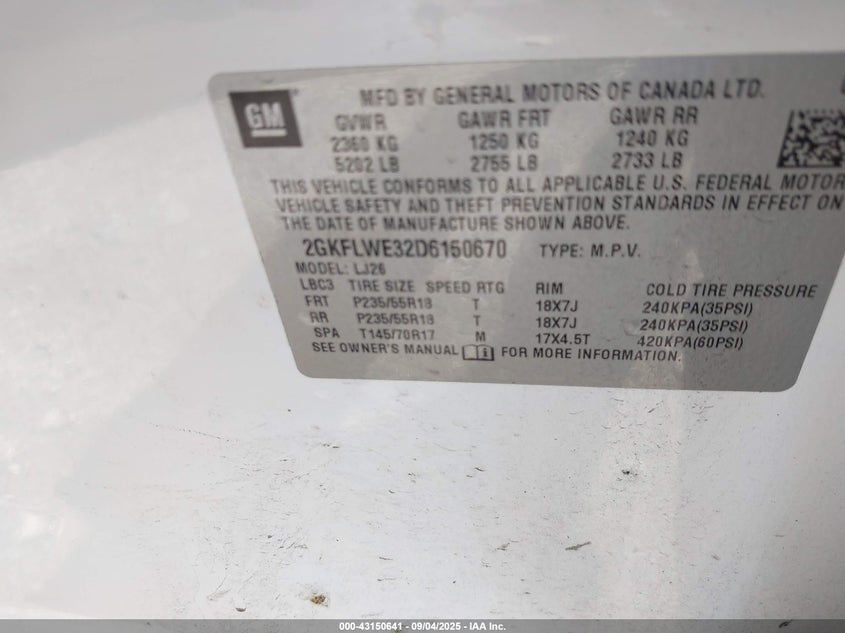 GM
MFD BY GENERAL MOTORS OF CANADA LTD.
GVWR GAWR FRT GAWR RR
2360 KG 1250 KG 1240 KG
5202 LB 2755 LB 2733 LB
THIS VEHICLE CONFORMS TO ALL APPLICABLE U.S. FEDERAL MOTOR
VEHICLE SAFETY AND THEFT PREVENTION STANDARDS IN EFFECT ON
THE DATE OF MANUFACTURE SHOWN ABOVE.
2GKFLWE32D6150670 TYPE: M.P.V.
MODEL: LJ26
LBC3 TIRE SIZE SPEED RTG RIM COLD TIRE PRESSURE
FRT P235/55R18 T 18X7J 240KPA(35PSI)
RR P235/55R18 T 18X7J 240KPA(35PSI)
SPA T145/70R17 M 17X4.5T 420KPA(60PSI)
SEE OWNER'S MANUAL FOR MORE INFORMATION.
000-43150641 - 09/04/2025 - IAA Inc.